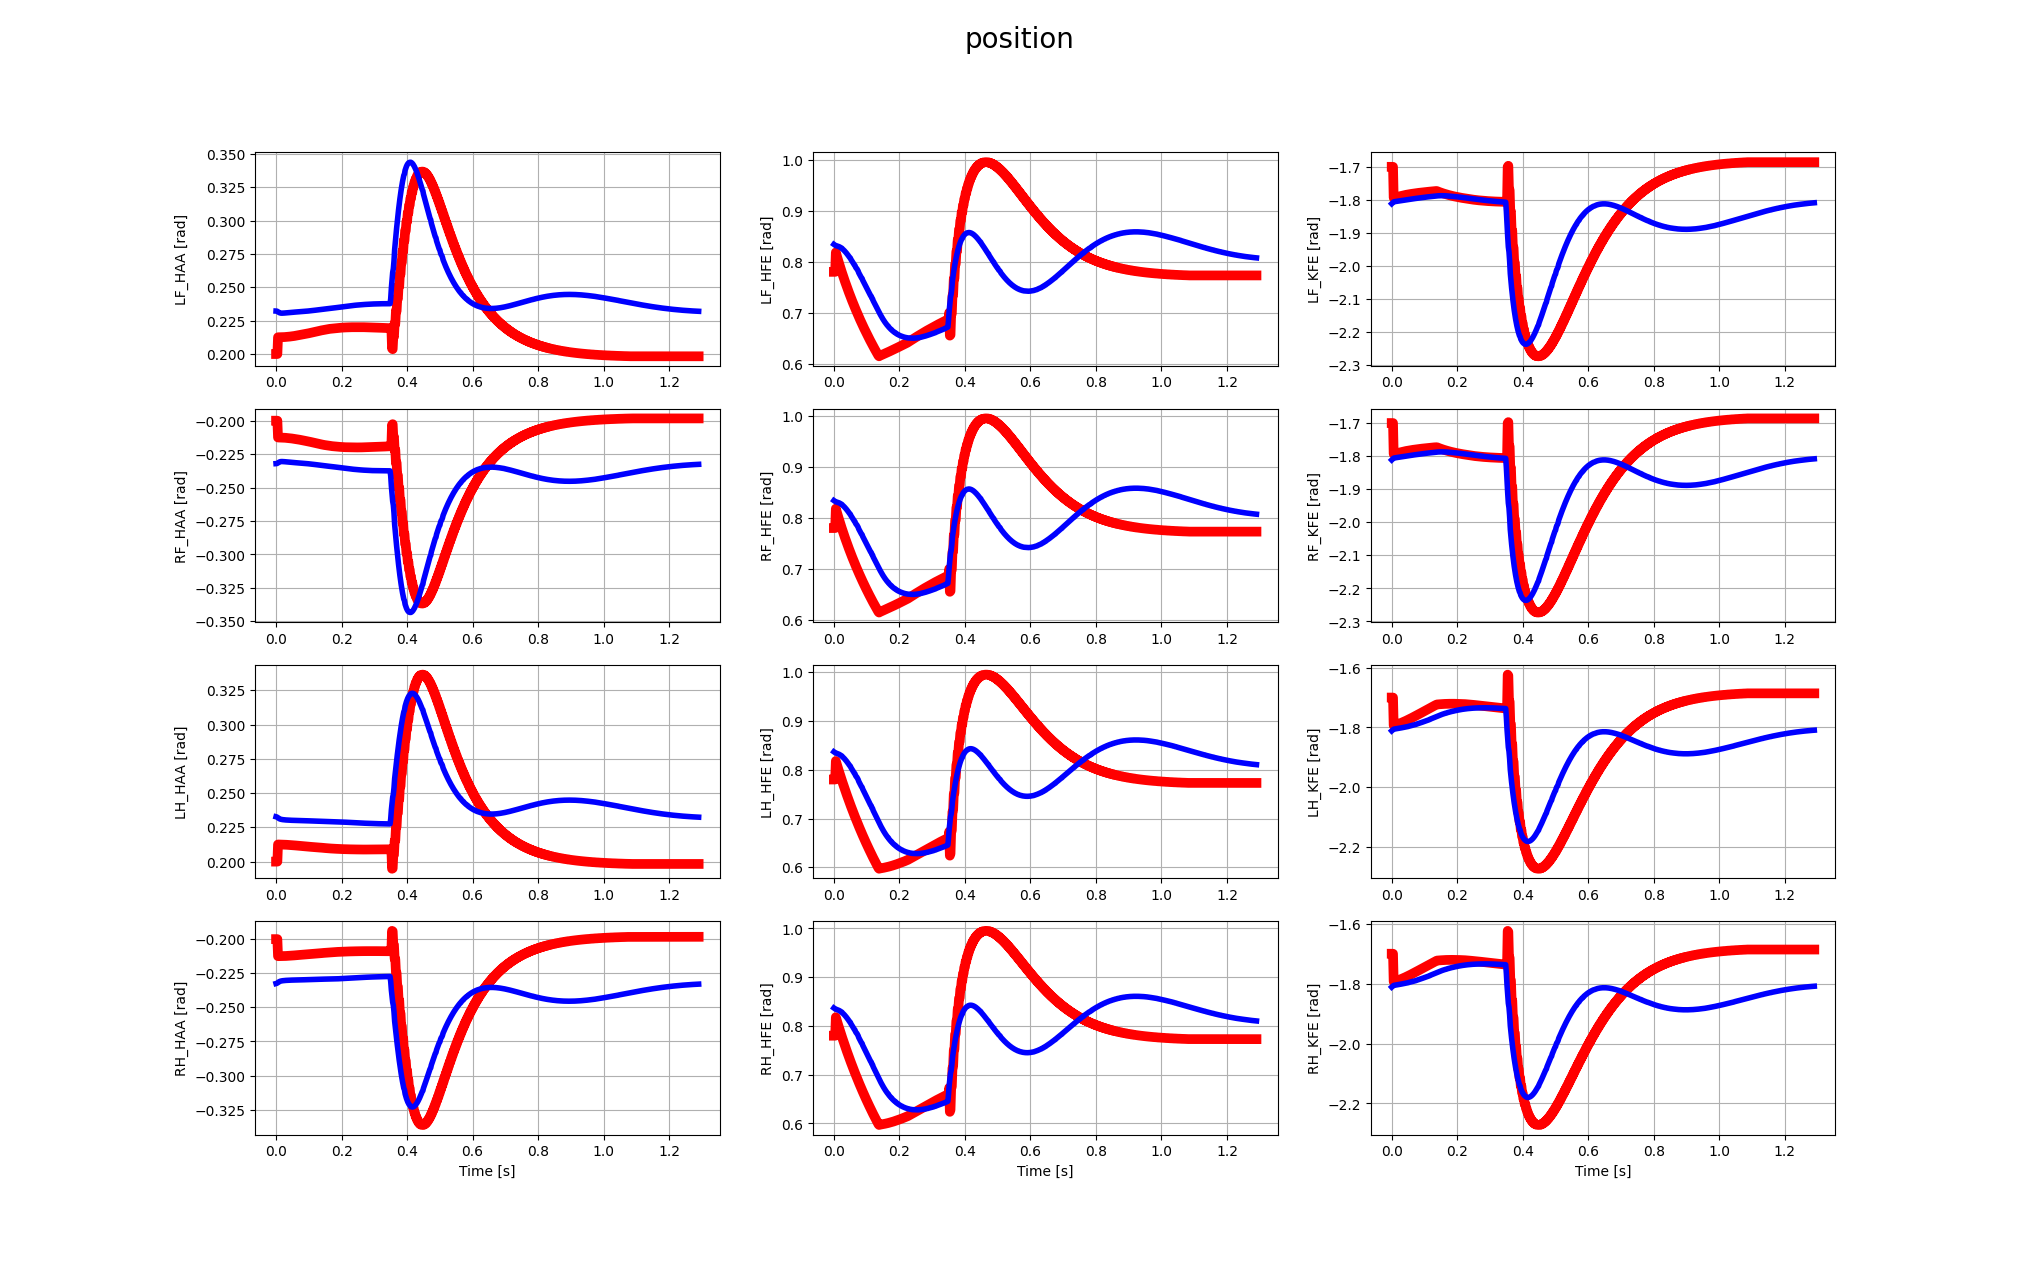 position
LF_HAA [rad]
0.350
0.325
0.300
0.275
0.250
0.225
0.200
0.0 0.2 0.4 0.6 0.8 1.0 1.2
LF_HFE [rad]
1.0
0.9
0.8
0.7
0.6
0.0 0.2 0.4 0.6 0.8 1.0 1.2
LF_KFE [rad]
−1.7
−1.8
−1.9
−2.0
−2.1
−2.2
−2.3
0.0 0.2 0.4 0.6 0.8 1.0 1.2
RF_HAA [rad]
−0.200
−0.225
−0.250
−0.275
−0.300
−0.325
−0.350
0.0 0.2 0.4 0.6 0.8 1.0 1.2
RF_HFE [rad]
1.0
0.9
0.8
0.7
0.6
0.0 0.2 0.4 0.6 0.8 1.0 1.2
RF_KFE [rad]
−1.7
−1.8
−1.9
−2.0
−2.1
−2.2
−2.3
0.0 0.2 0.4 0.6 0.8 1.0 1.2
LH_HAA [rad]
0.325
0.300
0.275
0.250
0.225
0.200
0.0 0.2 0.4 0.6 0.8 1.0 1.2
LH_HFE [rad]
1.0
0.9
0.8
0.7
0.6
0.0 0.2 0.4 0.6 0.8 1.0 1.2
LH_KFE [rad]
−1.6
−1.8
−2.0
−2.2
0.0 0.2 0.4 0.6 0.8 1.0 1.2
RH_HAA [rad]
−0.200
−0.225
−0.250
−0.275
−0.300
−0.325
0.0 0.2 0.4 0.6 0.8 1.0 1.2
Time [s]
RH_HFE [rad]
1.0
0.9
0.8
0.7
0.6
0.0 0.2 0.4 0.6 0.8 1.0 1.2
Time [s]
RH_KFE [rad]
−1.6
−1.8
−2.0
−2.2
0.0 0.2 0.4 0.6 0.8 1.0 1.2
Time [s]